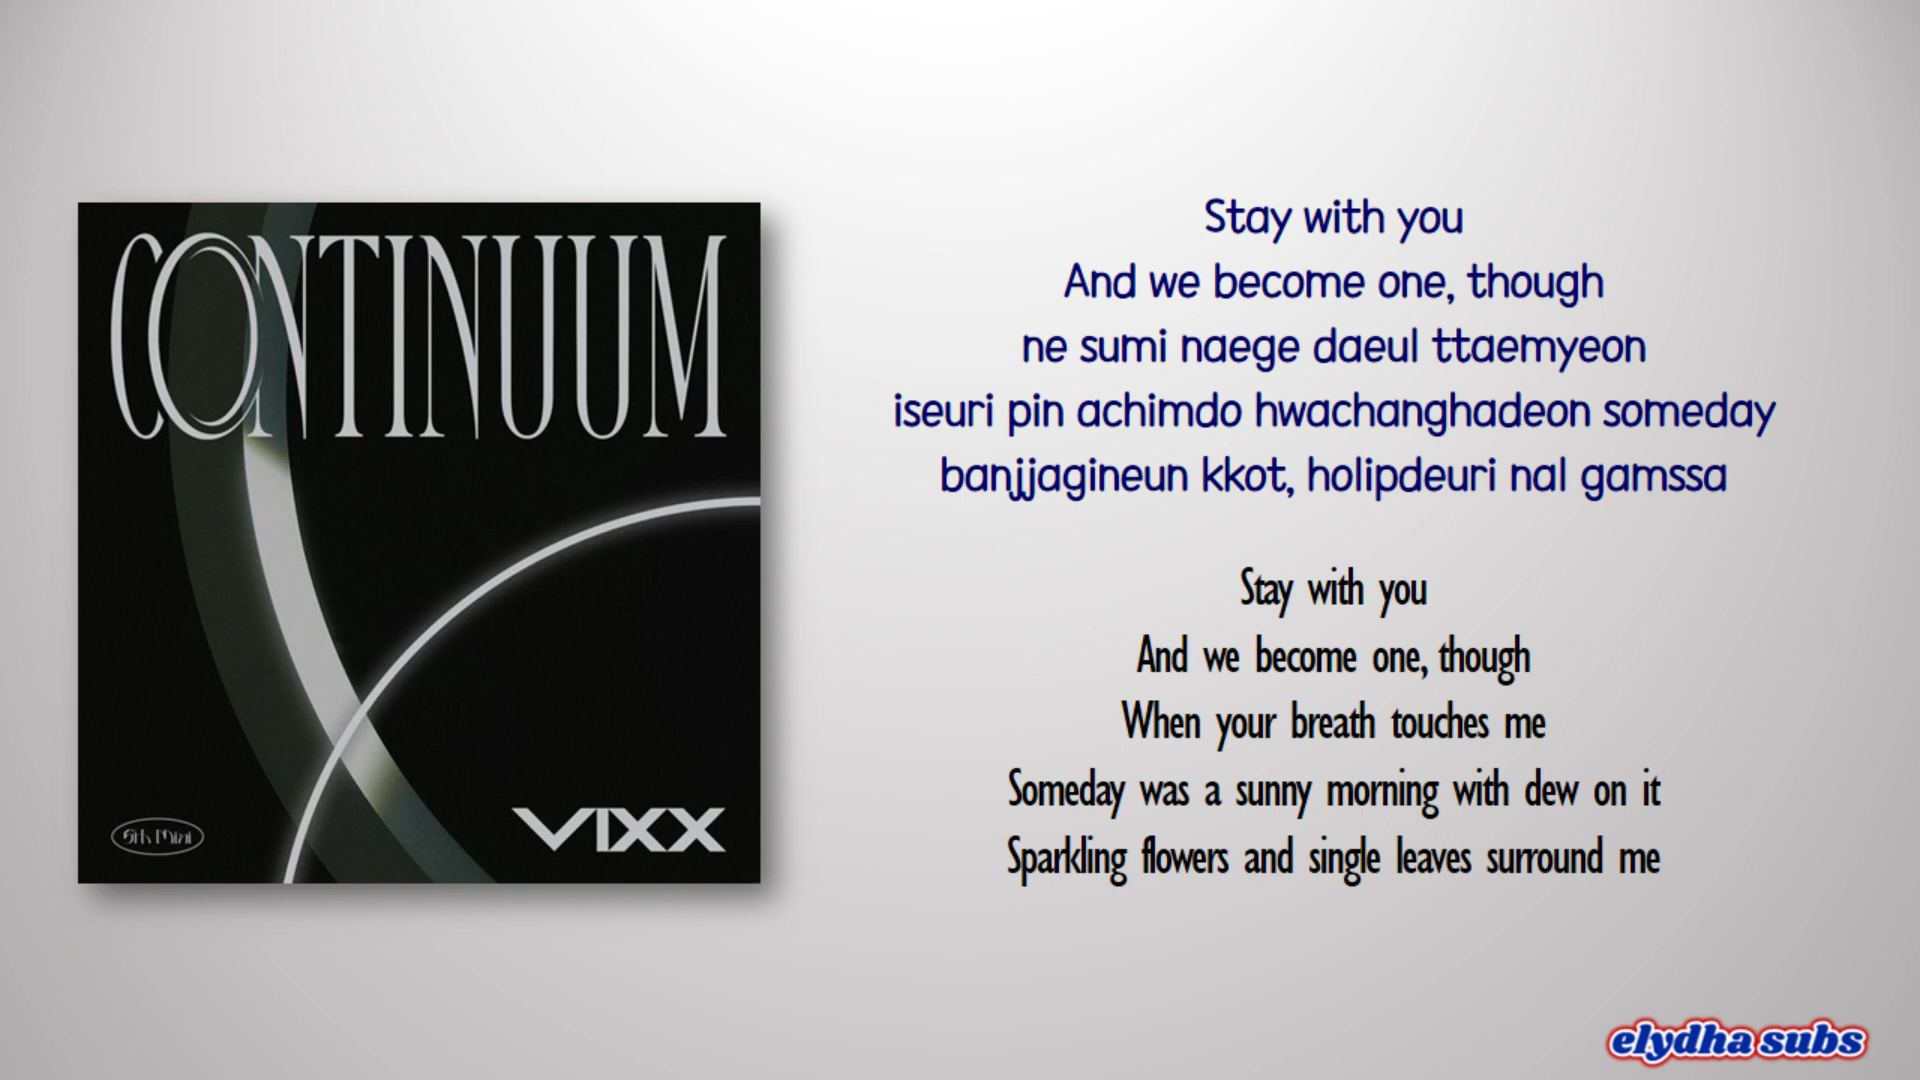 CONTINUUM
5th Mini
VIXX
Stay with you
And we become one, though
ne sumi naege daeul ttaemyeon
iseuri pin achimdo hwachanghadeon someday
banjjagineun kkot, holipdeuri nal gamssa
Stay with you
And we become one, though
When your breath touches me
Someday was a sunny morning with dew on it
Sparkling flowers and single leaves surround me
elydha subs